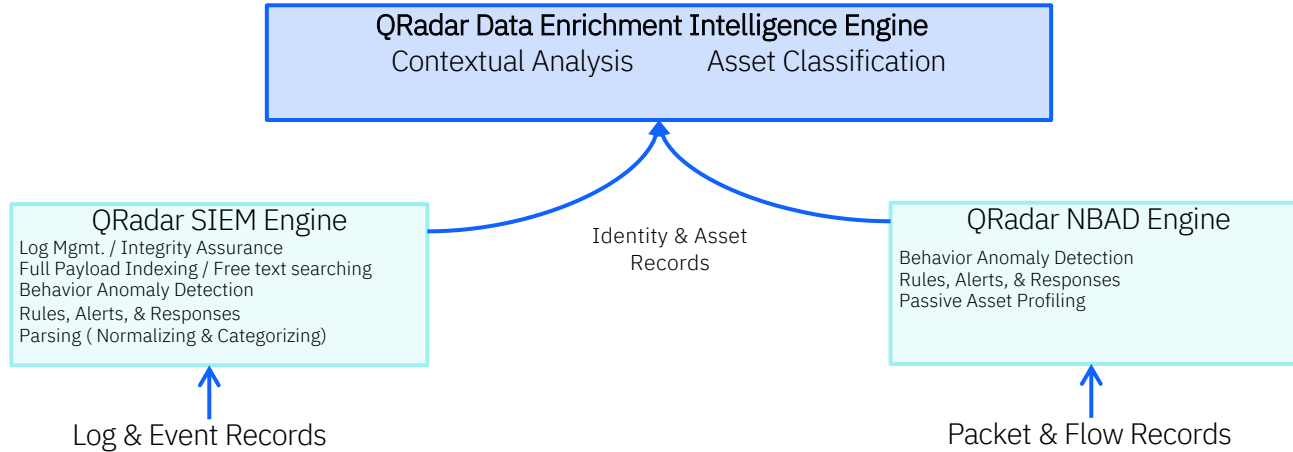 QRadar Data Enrichment Intelligence Engine
Contextual Analysis Asset Classification
QRadar SIEM Engine
Log Mgmt. / Integrity Assurance
Full Payload Indexing / Free text searching
Behavior Anomaly Detection
Rules, Alerts, & Responses
Parsing ( Normalizing & Categorizing)
Identity & Asset
Records
QRadar NBAD Engine
Behavior Anomaly Detection
Rules, Alerts, & Responses
Passive Asset Profiling
Log & Event Records
Packet & Flow Records